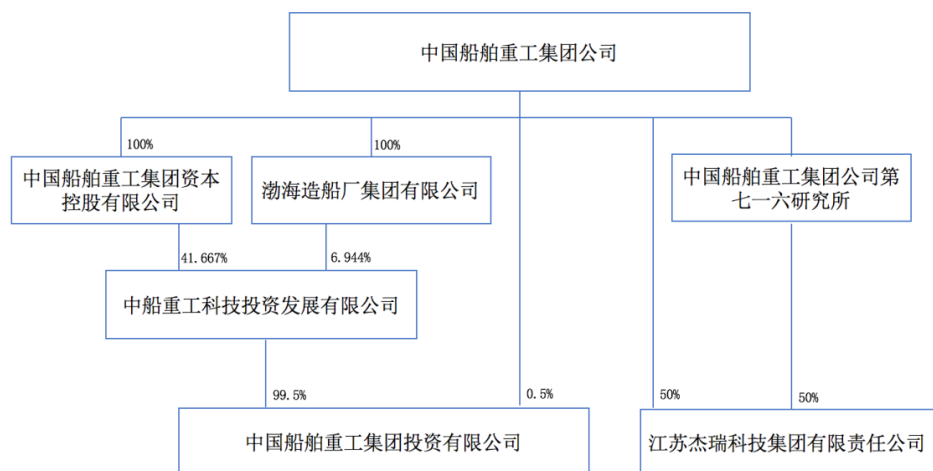 中国船舶重工集团公司
100%
100%
中国船舶重工集团资本
控股有限公司
渤海造船厂集团有限公司
中国船舶重工集团公司第
七一六研究所
41.667%
6.944%
中船重工科技投资发展有限公司
99.5%
0.5%
50%
50%
中国船舶重工集团投资有限公司
江苏杰瑞科技集团有限责任公司